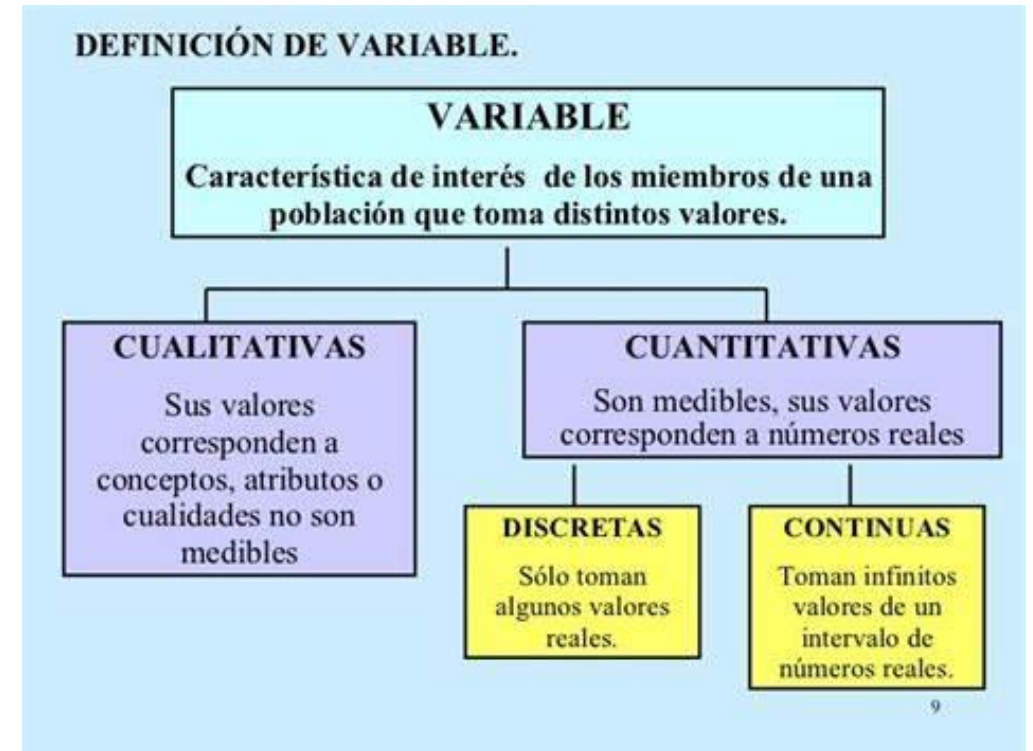 DEFINICIÓN DE VARIABLE.
VARIABLE
Característica de interés de los miembros de una
población que toma distintos valores.
CUALITATIVAS
Sus valores
corresponden a
conceptos, atributos o
cualidades no son
medibles
CUANTITATIVAS
Son medibles, sus valores
corresponden a números reales
DISCRETAS
Sólo toman
algunos valores
reales.
CONTINUAS
Toman infinitos
valores de un
intervalo de
números reales.
9